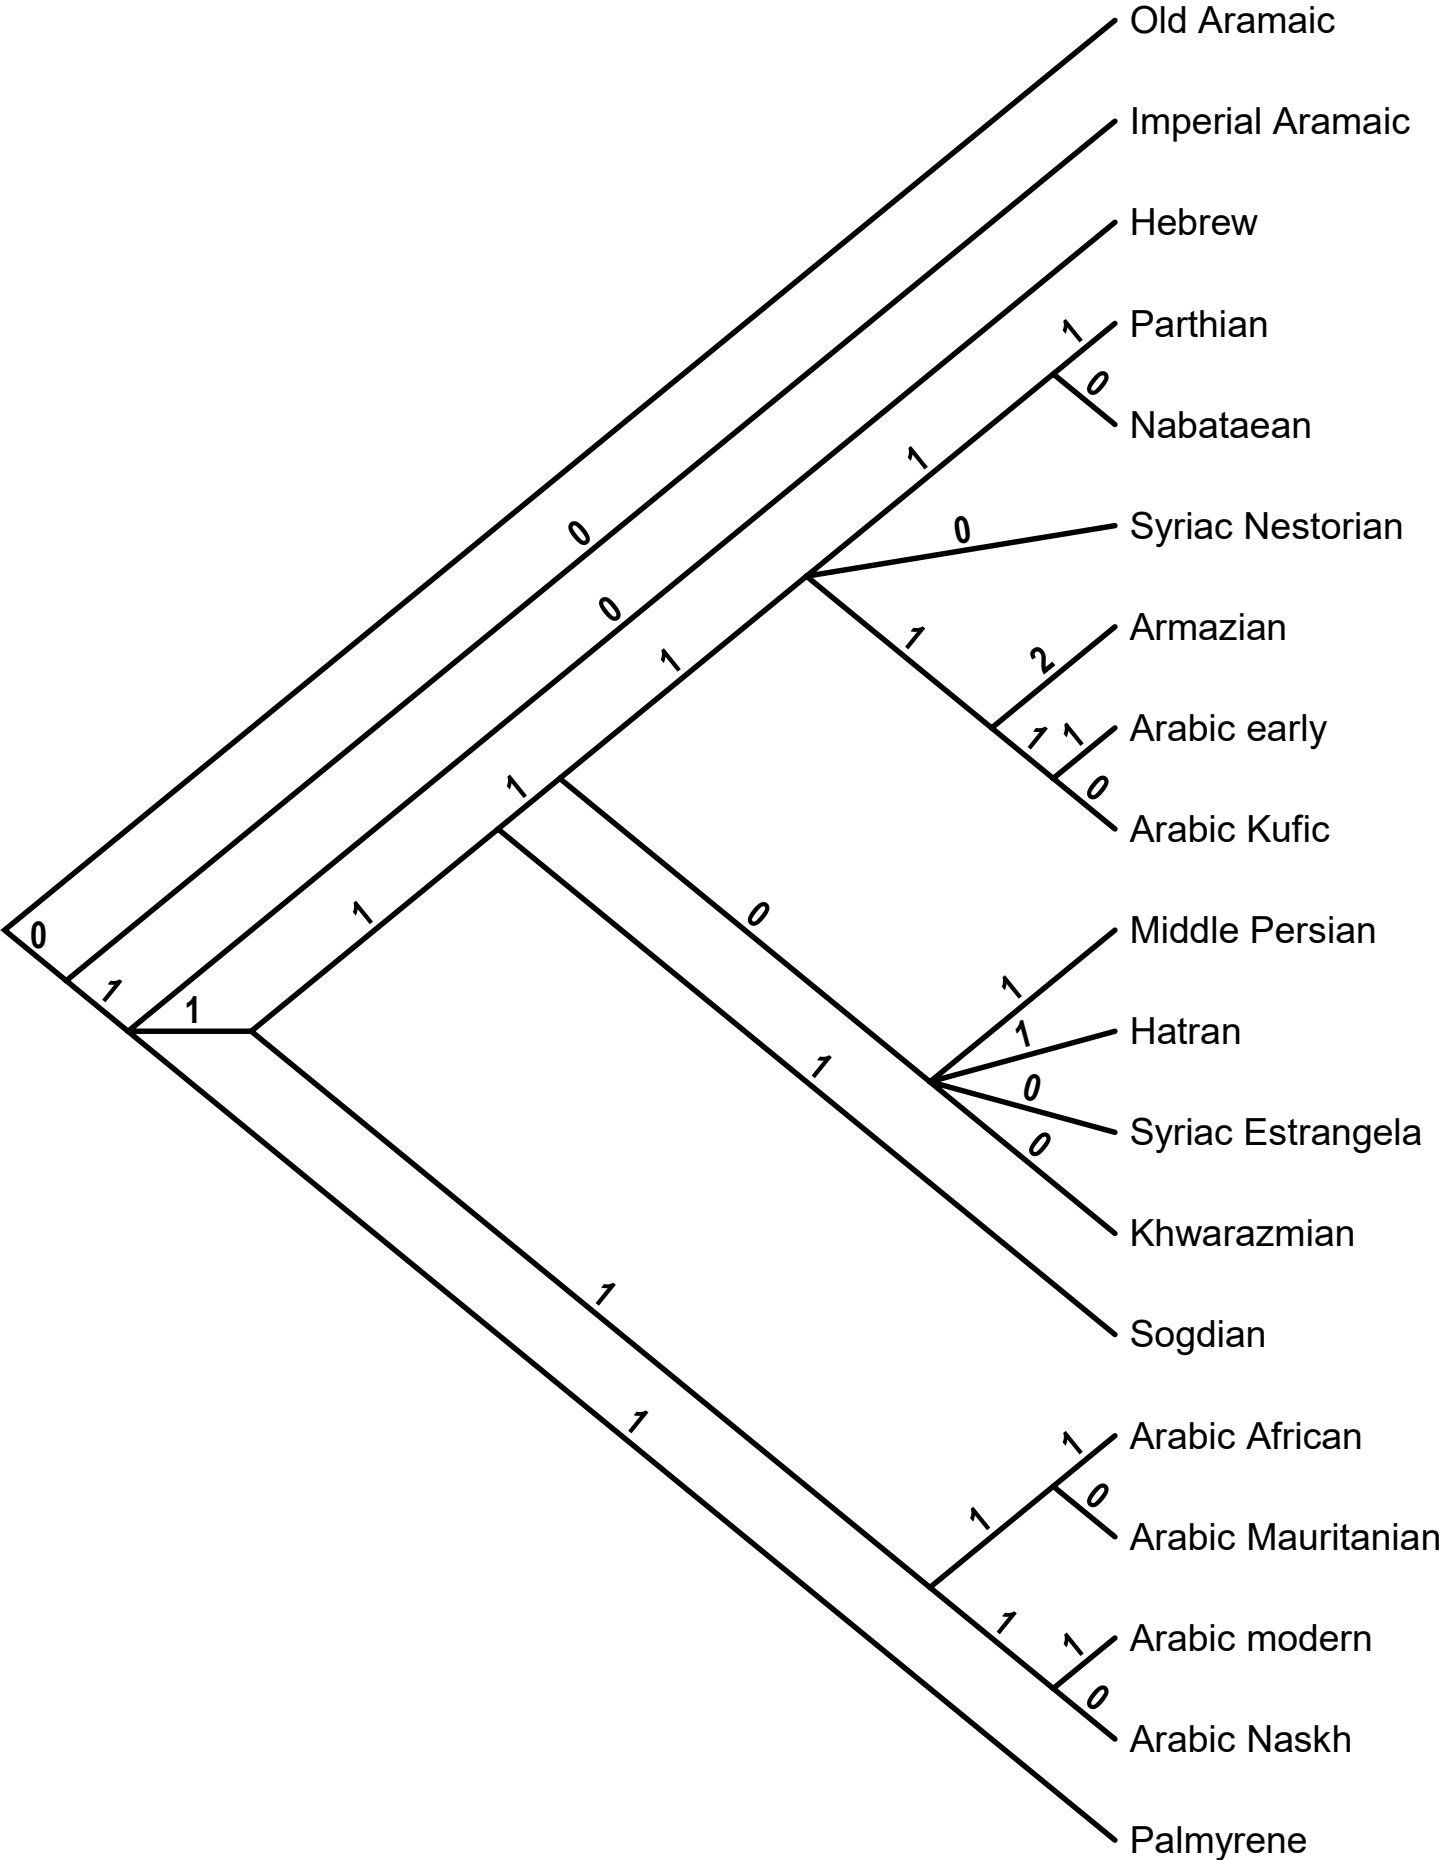 Old Aramaic
Imperial Aramaic
Hebrew
1
Parthian
0
Nabataean
1
0
Syriac Nestorian
0
0
1
Armazian
2
1
1
1
Arabic early
0
Arabic Kufic
1
1
0
0
Middle Persian
1
1
1
Hatran
1
0
Syriac Estrangela
0
1
Khwarazmian
1
Sogdian
1
1
Arabic African
0
1
Arabic Mauritanian
1
1
Arabic modern
0
Arabic Naskh
Palmyrene